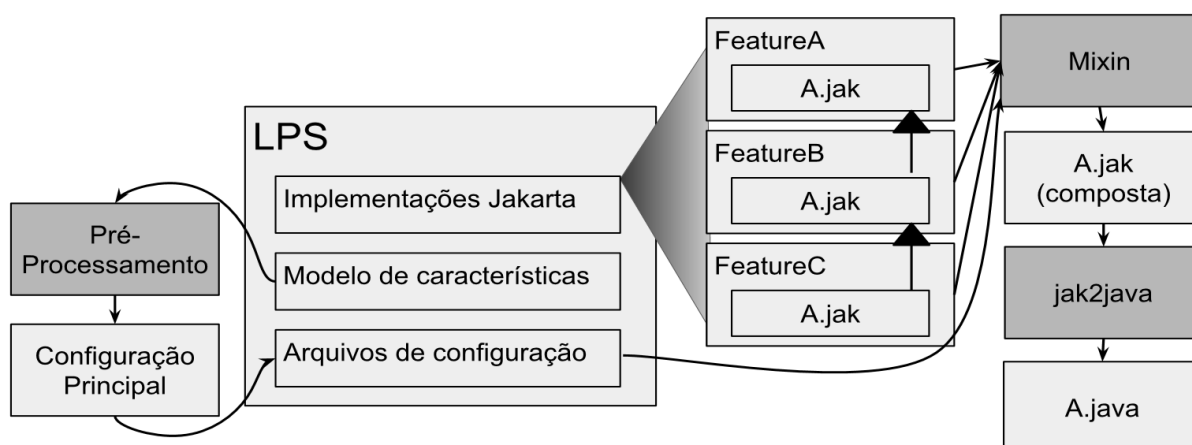 Pré-
Processamento
Configuração
Principal
LPS
Implementações Jakarta
Modelo de características
Arquivos de configuração
FeatureA
A.jak
FeatureB
A.jak
FeatureC
A.jak
Mixin
A.jak
(composta)
jak2java
A.java